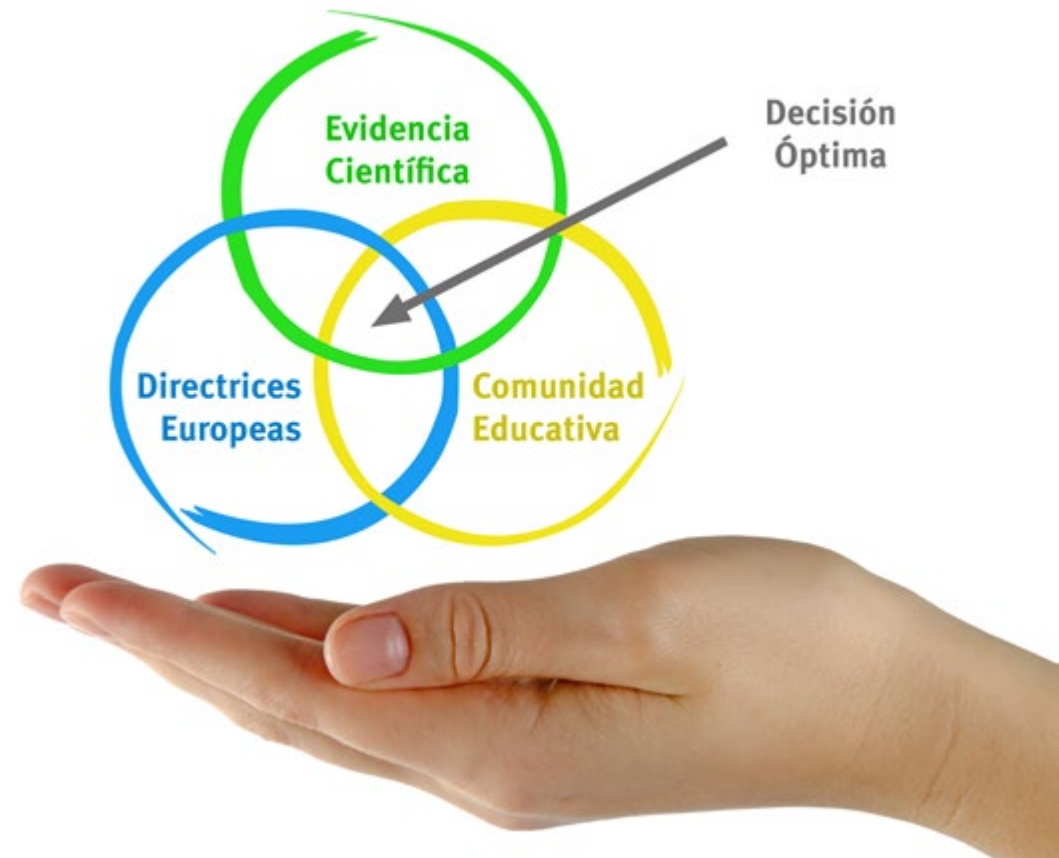 Evidencia
Científica
Decisión
Óptima
Directrices
Europeas
Comunidad
Educativa